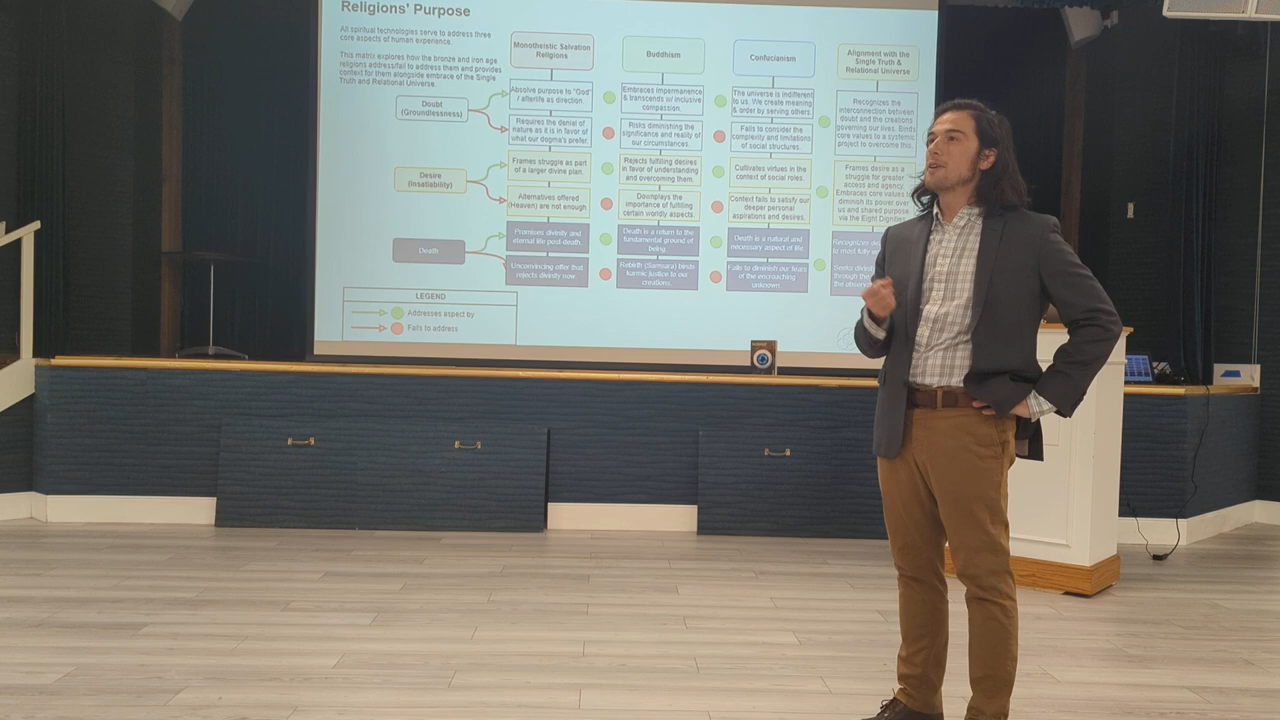 Religions' Purpose
All spiritual technologies serve to address three
core aspects of human experience.
This matrix explores how the bronze and iron age
religions address/fail to address them and provides
context for them alongside embrace of the Single
Truth and Relational Universe.
Monotheistic Salvation
Religions
Buddhism
Confucianism
Alignment with the
Single Truth &
Relational Universe
Doubt
(Groundlessness)
Absolve purpose to "God"
/ afterlife as direction.
Embraces impermanence
& transcends w/ inclusive
compassion.
The universe is indifferent
to us. We create meaning
& order by serving others.
Recognizes the
interconnection between
doubt and the creations
governing our lives. Binds
core values to a systemic
project to overcome this.
Requires the denial of
nature as it is in favor of
what our dogma's prefer.
Risks diminishing the
significance and reality of
our circumstances.
Fails to consider the
complexity and limitations
of social structures.
Desire
(Insatiability)
Frames struggle as part
of a larger divine plan.
Rejects fulfilling desires
in favor of understanding
and overcoming them.
Cultivates virtues in the
context of social roles.
Frames desire as a
struggle for greater
access and agency.
Embraces core values to
diminish its power over
us and shared purpose
via the Eight Dignities
Alternatives offered
(Heaven) are not enough
Downplays the
importance of fulfilling
certain worldly aspects.
Context fails to satisfy our
deeper personal
aspirations and desires.
Death
Promises divinity and
eternal life post-death.
Death is a return to the
fundamental ground of
being.
Death is a natural and
necessary aspect of life.
Recognizes
to most fully
Seeks
through the
the
Unconvincing offer that
rejects divinity now
Rebirth (Samsara) binds
karmic justice to our
creations.
Fails to diminish our fears
of the encroaching
unknown.
LEGEND
Addresses aspect by
Fails to address